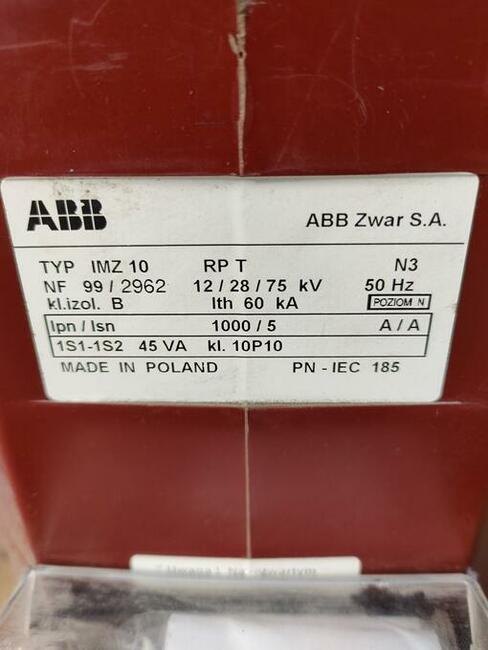 ABB
ABB Zwar S.A.
TYP IMZ 10 RP T N3
NF 99 / 2962 12 / 28 / 75 kV 50 Hz
kl.izol. B Ith 60 kA POZIOM N
Ipn / Isn 1000 / 5 A / A
1S1-1S2 45 VA kl. 10P10
MADE IN POLAND PN - IEC 185
Uwaga !